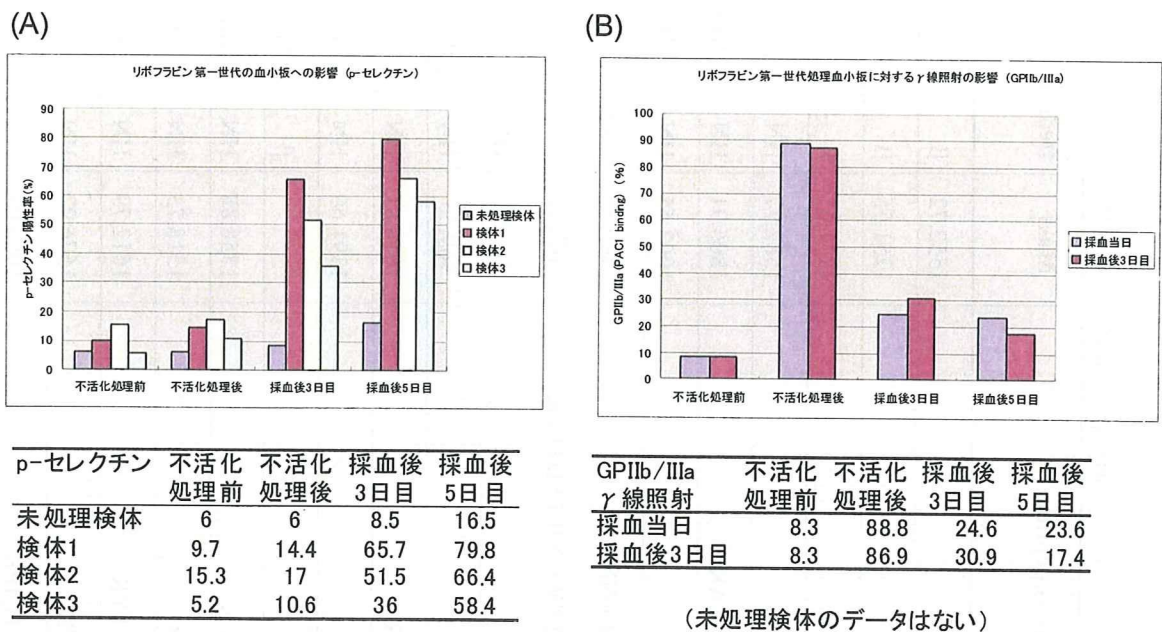 (A)
リボフラビン第一世代の血小板への影響 (p-セレクチン)
p-セレクチン陽性率(%)
90
80
70
60
50
40
30
20
10
0
不活化処理前 不活化処理後 採血後3日目 採血後5日目
未処理検体
検体1
検体2
検体3
p-セレクチン 不活化処理前 不活化処理後 採血後3日目 採血後5日目
未処理検体 6 6 8.5 16.5
検体1 9.7 14.4 65.7 79.8
検体2 15.3 17 51.5 66.4
検体3 5.2 10.6 36 58.4
(B)
リボフラビン第一世代処理血小板に対するγ線照射の影響 (GPIIb/IIIa)
GPIIb/IIIa(PAC1 binding) (%)
100
90
80
70
60
50
40
30
20
10
0
不活化処理前 不活化処理後 採血後3日目 採血後5日目
採血当日
採血後3日目
GPIIb/IIIa 不活化 不活化 採血後 採血後
γ線照射 処理前 処理後 3日目 5日目
採血当日 8.3 88.8 24.6 23.6
採血後3日目 8.3 86.9 30.9 17.4
(未処理検体のデータはない)